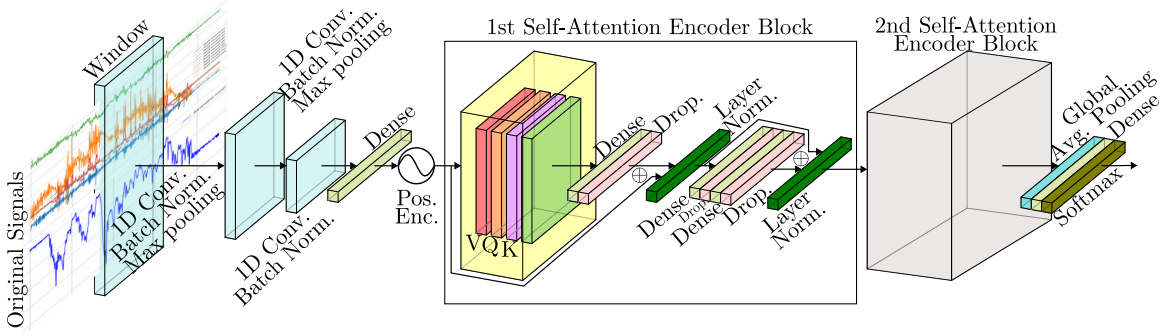 Original Signals
Window
1D Conv.
Batch Norm.
Max pooling
1D Conv.
Batch Norm.
Max pooling
1D Conv.
Batch Norm.
Dense
Pos.
Enc.
1st Self-Attention Encoder Block
V Q K
Dense
Drop.
Layer
Norm.
Dense
Drop.
Dense
Drop.
Layer
Norm.
2nd Self-Attention
Encoder Block
Global
Avg. Pooling
Dense
Softmax